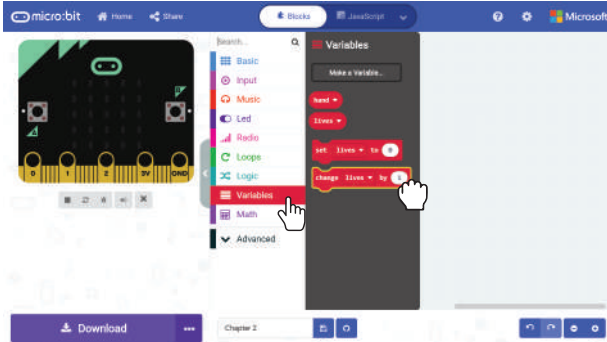 micro:bit
Home
Share
Blocks
JavaScript
Microsoft
Search...
Basic
Input
Music
Led
Radio
Loops
Logic
Variables
Math
Advanced
Variables
Make a Variable...
hand
lives
set lives to 0
change lives by 1
A
B
0 1 2 3V GND
Download
Chapter 2